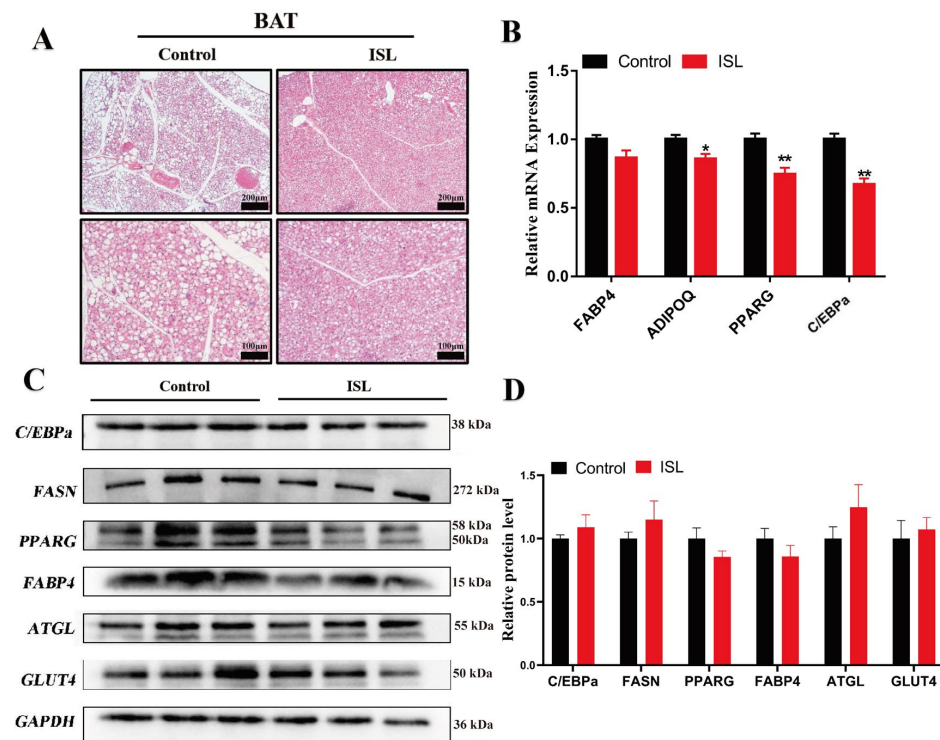 A
BAT
Control ISL
200μm 200μm
100μm 100μm
B
Control ISL
Relative mRNA Expression
1.5
1.0
0.5
0.0
* ** **
FABP4 ADIPOQ PPARG C/EBPa
C
Control ISL
C/EBPa 38 kDa
FASN 272 kDa
PPARG 58 kDa
50kDa
FABP4 15 kDa
ATGL 55 kDa
GLUT4 50 kDa
GAPDH 36 kDa
D
Control ISL
Relative protein level
1.5
1.0
0.5
0.0
C/EBPa FASN PPARG FABP4 ATGL GLUT4